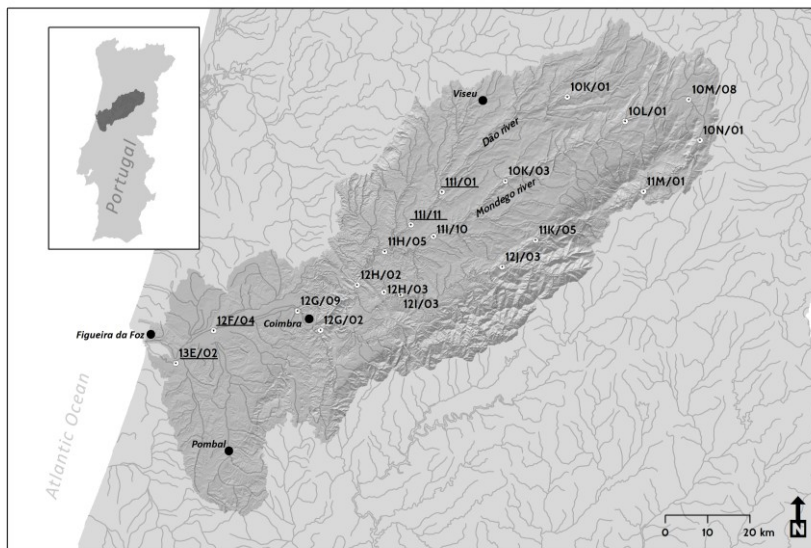 Portugal
Atlantic Ocean
Viseu
10K/01
10M/08
10L/01
10N/01
Dão river
10K/03
11I/01
Mondego river
11M/01
11I/11
11I/10
11K/05
11H/05
12J/03
12H/02
12H/03
12I/03
12G/09
Coimbra
12F/04
12G/02
Figueira da Foz
13E/02
Pombal
0 10 20 km
N